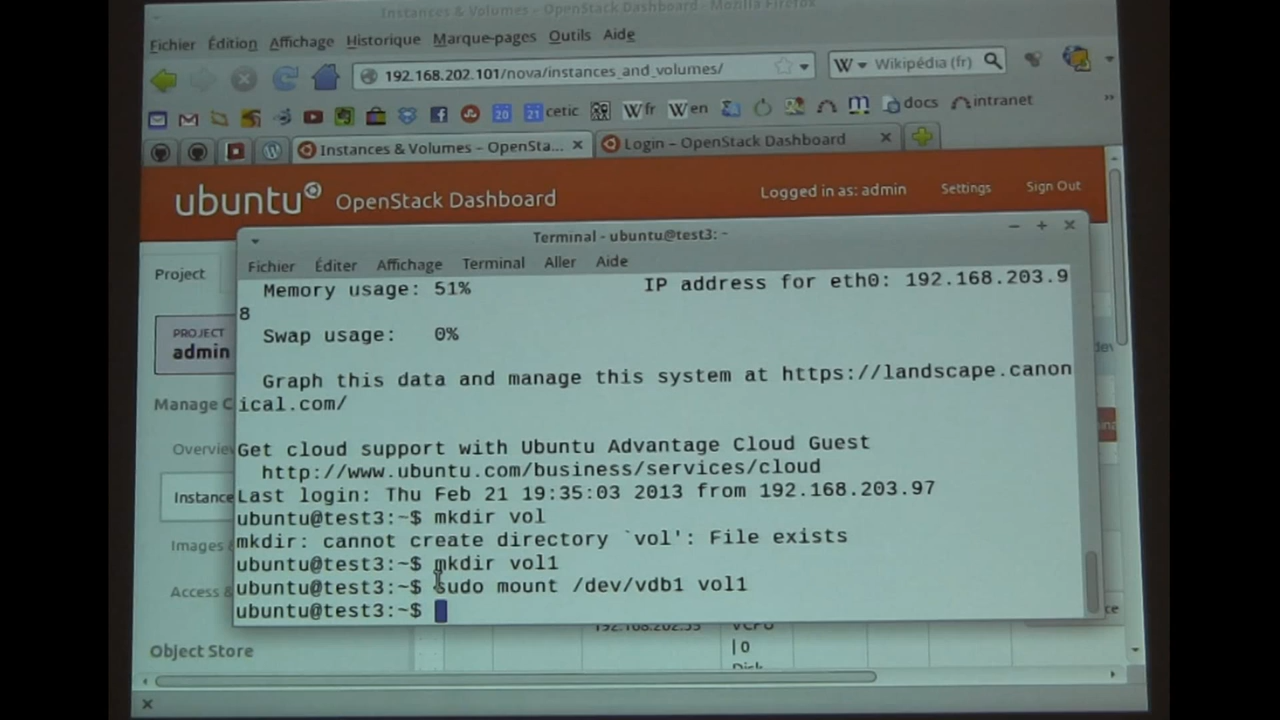 Instances & Volumes – OpenStack Dashboard - Mozilla Firefox
Fichier Édition Affichage Historique Marque-pages Outils Aide
192.168.202.101/nova/instances_and_volumes/
Wikipédia (fr)
20 21 cetic W fr W en docs intranet
Instances & Volumes – OpenSta...
Login – OpenStack Dashboard
ubuntu OpenStack Dashboard
Logged in as: admin Settings Sign Out
Terminal - ubuntu@test3: ~
Fichier Éditer Affichage Terminal Aller Aide
Project
PROJECT
admin
Manage C
Overvie
Instance
Images &
Access &
Object Store
Memory usage: 51% IP address for eth0: 192.168.203.9
8
Swap usage: 0%
Graph this data and manage this system at https://landscape.canon
ical.com/
Get cloud support with Ubuntu Advantage Cloud Guest
http://www.ubuntu.com/business/services/cloud
Last login: Thu Feb 21 19:35:03 2013 from 192.168.203.97
ubuntu@test3:~$ mkdir vol
mkdir: cannot create directory `vol': File exists
ubuntu@test3:~$ mkdir vol1
ubuntu@test3:~$ sudo mount /dev/vdb1 vol1
ubuntu@test3:~$
VCPU
| 0
Disk